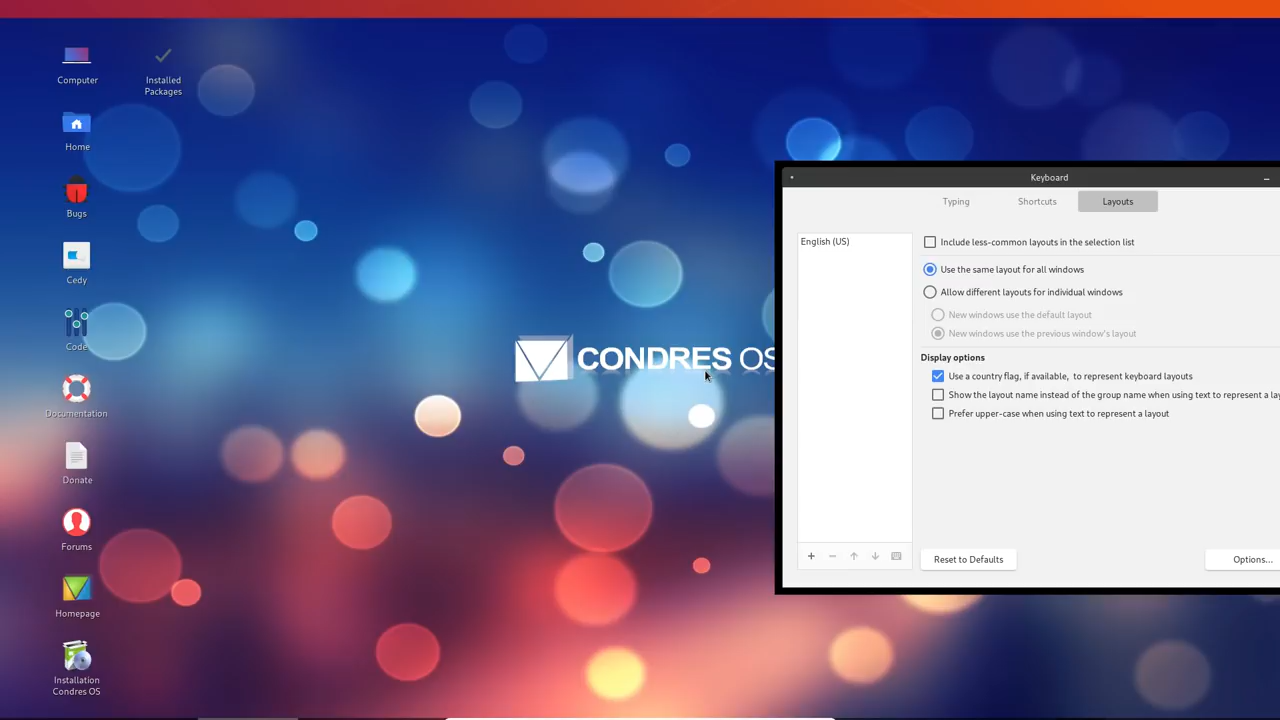 Computer
Installed
Packages
Home
Bugs
Cedy
Code
Documentation
Donate
Forums
Homepage
Installation
Condres OS
CONDRES OS
Keyboard
Typing
Shortcuts
Layouts
English (US)
Include less-common layouts in the selection list
Use the same layout for all windows
Allow different layouts for individual windows
New windows use the default layout
New windows use the previous window's layout
Display options
Use a country flag, if available,  to represent keyboard layouts
Show the layout name instead of the group name when using text to represent a lay
Prefer upper-case when using text to represent a layout
Reset to Defaults
Options...